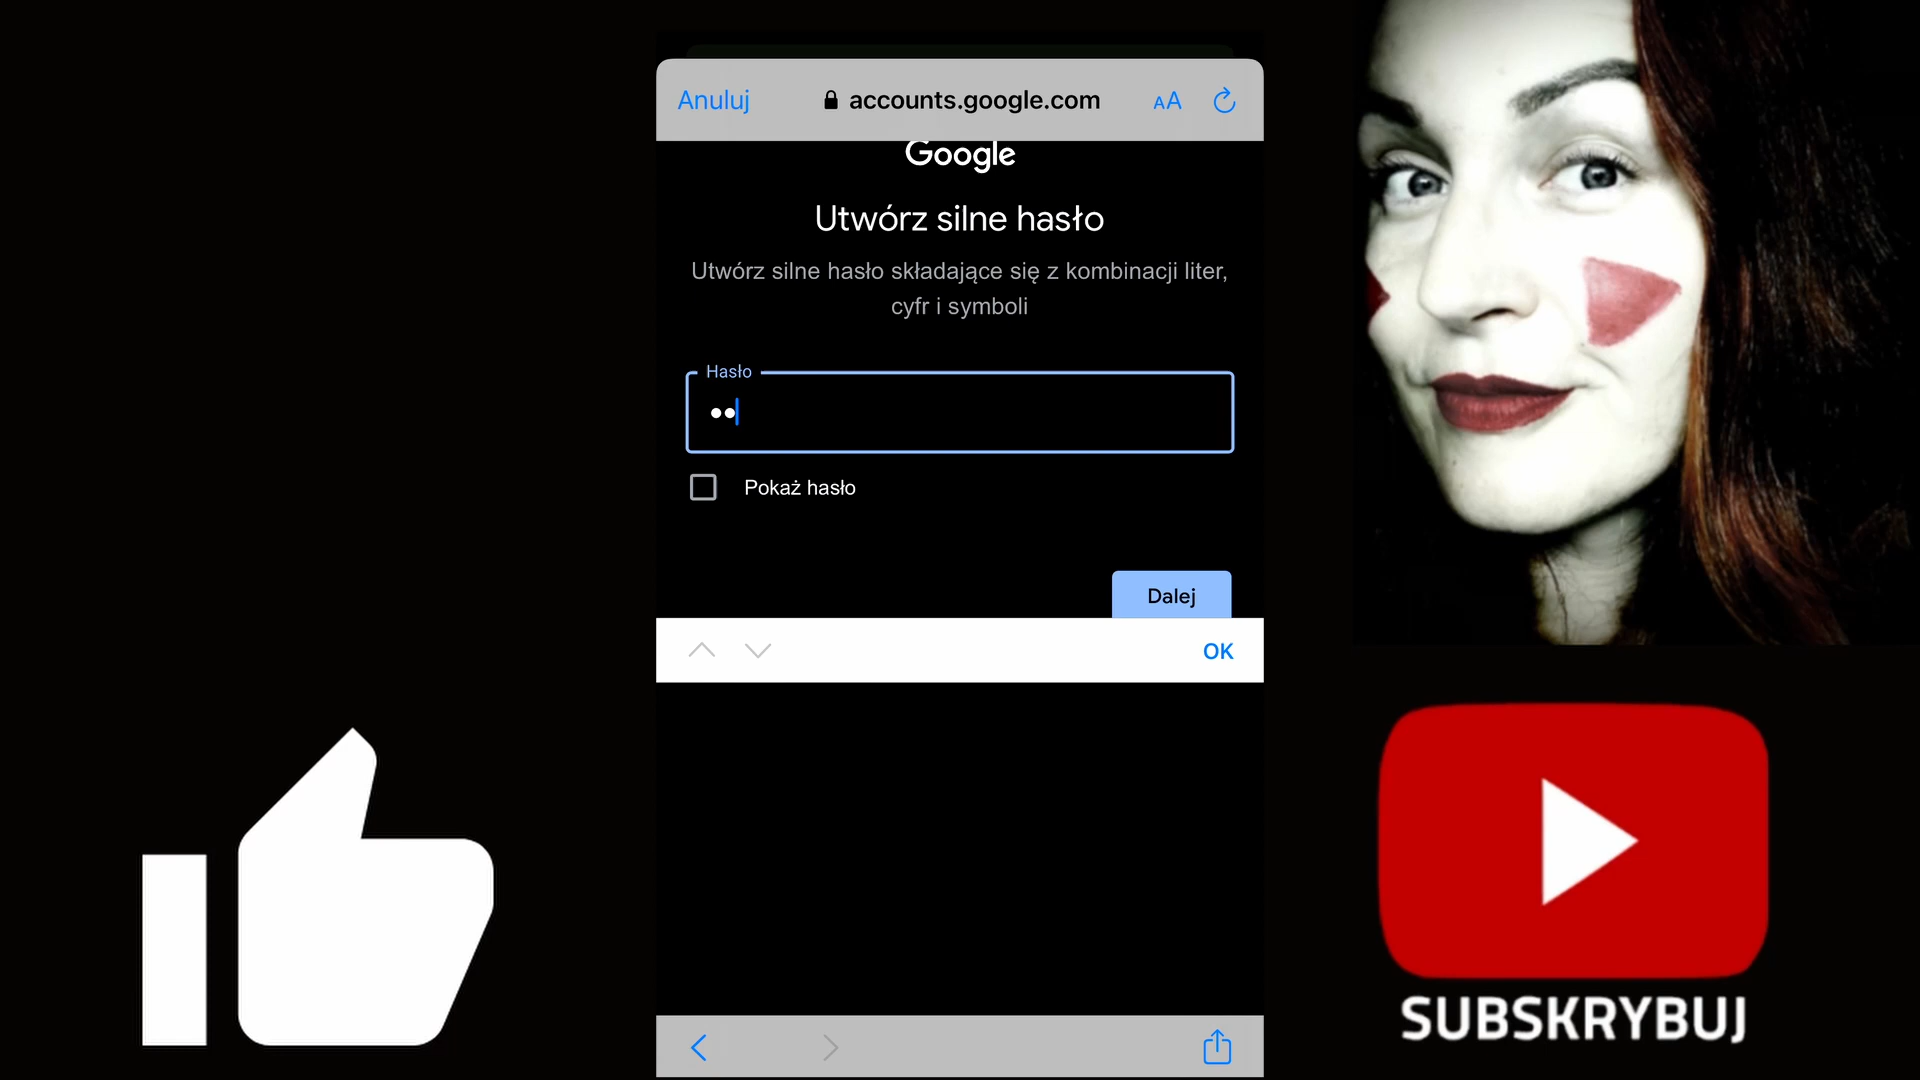 Anuluj
accounts.google.com
AA
Google
Utwórz silne hasło
Utwórz silne hasło składające się z kombinacji liter,
cyfr i symboli
Hasło
Pokaż hasło
Dalej
OK
SUBSKRYBUJ